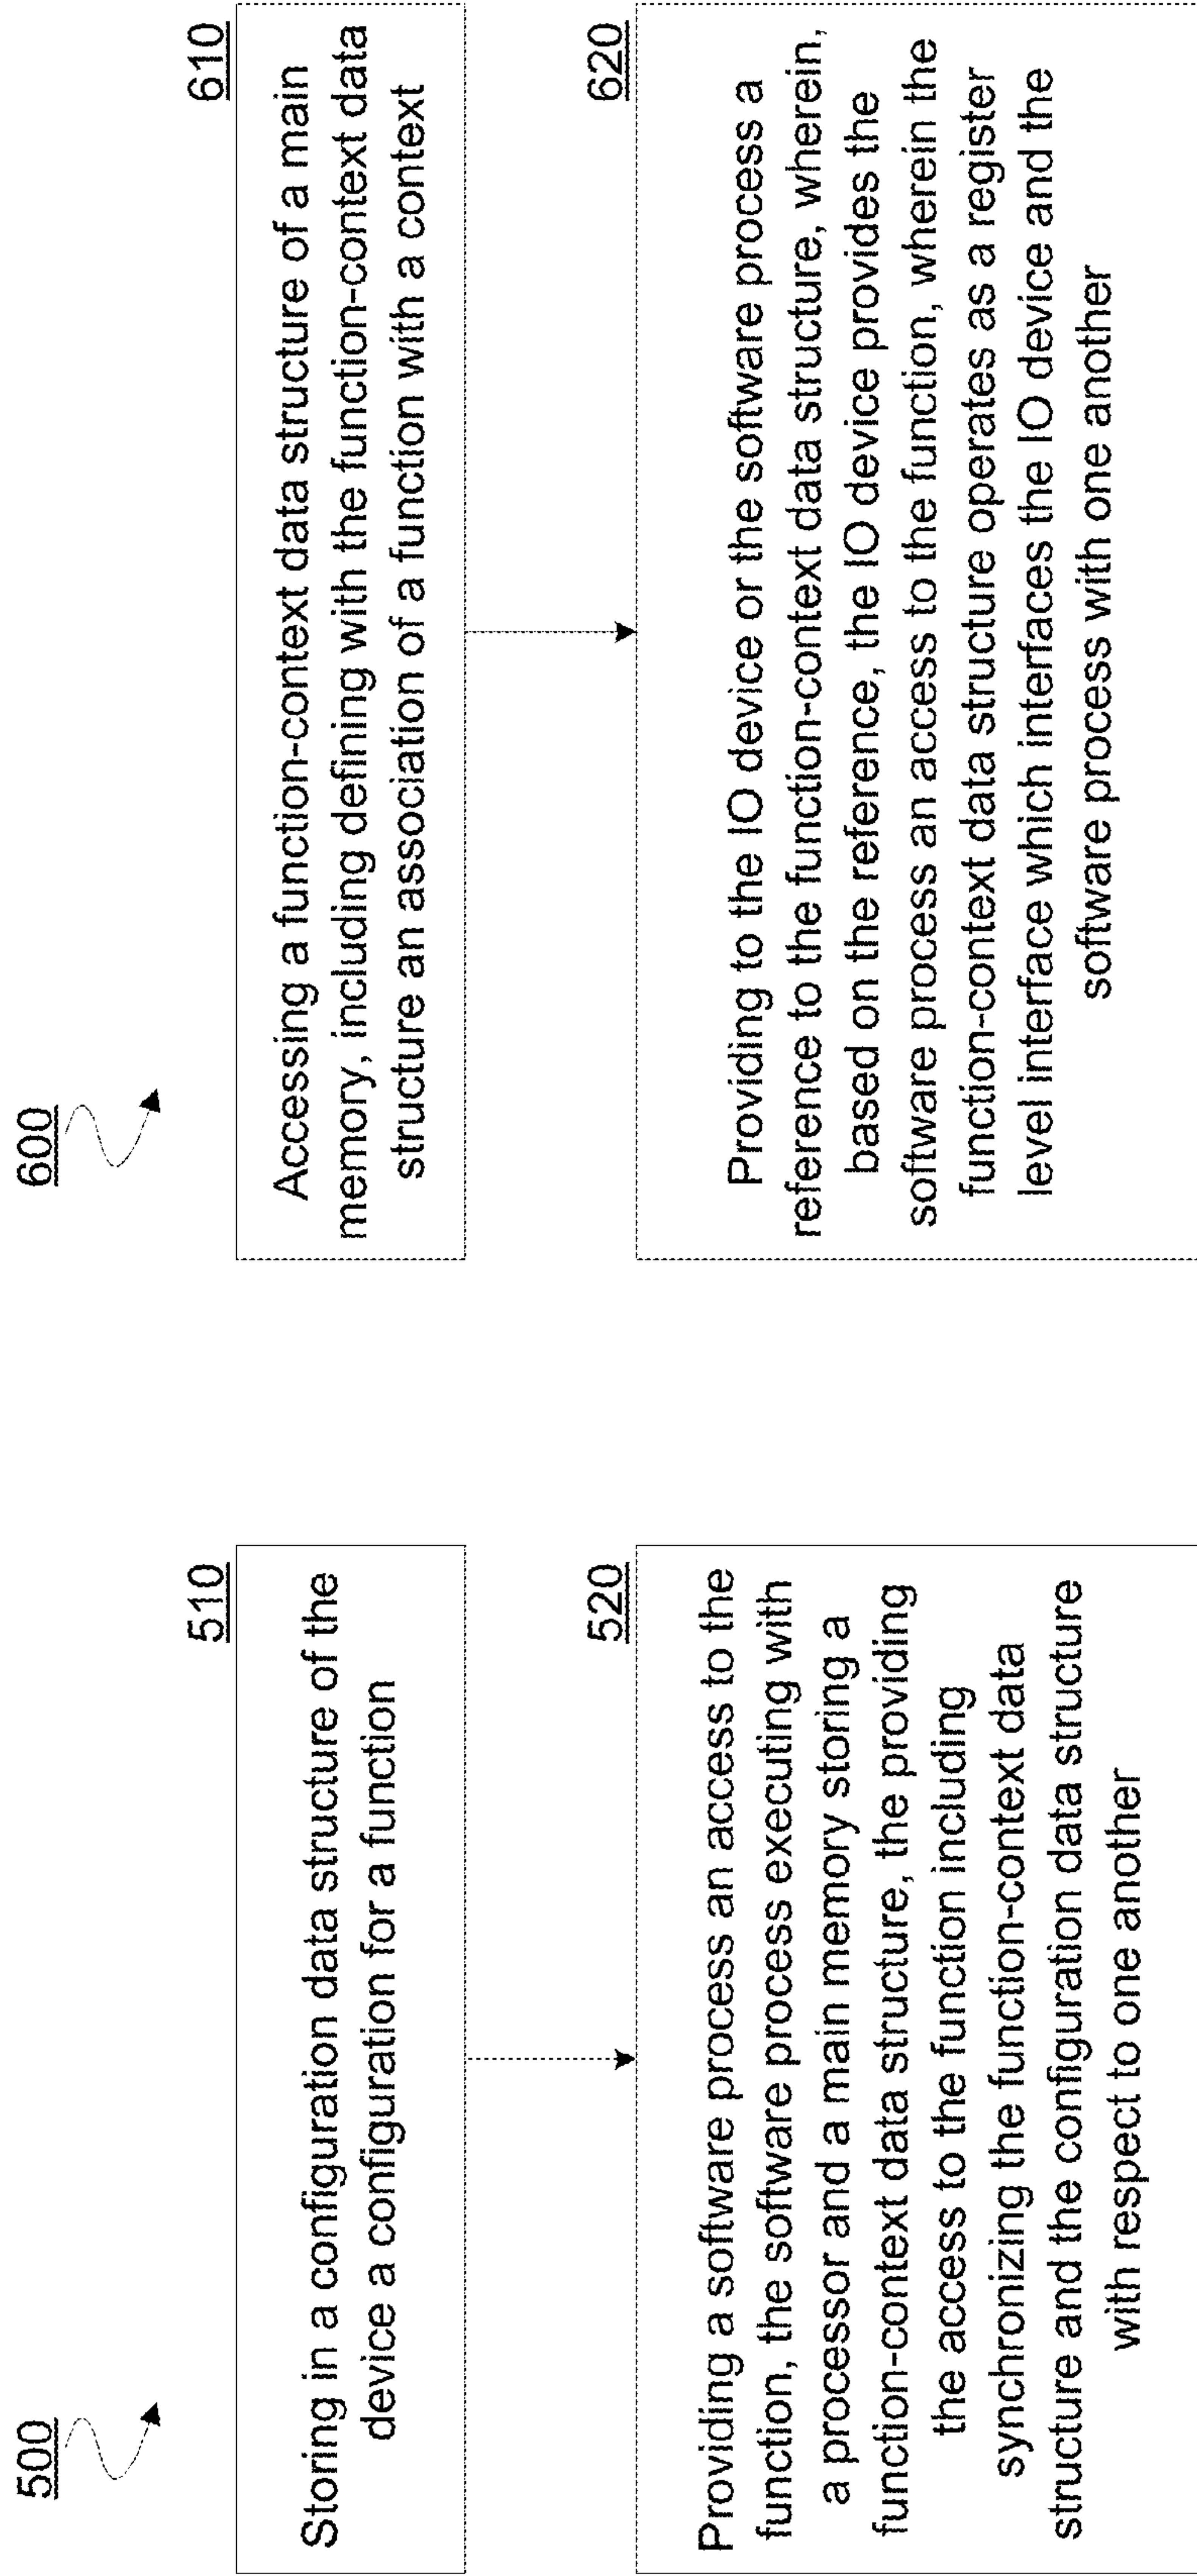 500
510
Storing in a configuration data structure of the
device a configuration for a function
520
Providing a software process an access to the
function, the software process executing with
a processor and a main memory storing a
function-context data structure, the providing
the access to the function including
synchronizing the function-context data
structure and the configuration data structure
with respect to one another
600
610
Accessing a function-context data structure of a main
memory, including defining with the function-context data
structure an association of a function with a context
620
Providing to the IO device or the software process a
reference to the function-context data structure, wherein,
based on the reference, the IO device provides the
software process an access to the function, wherein the
function-context data structure operates as a register
level interface which interfaces the IO device and the
software process with one another